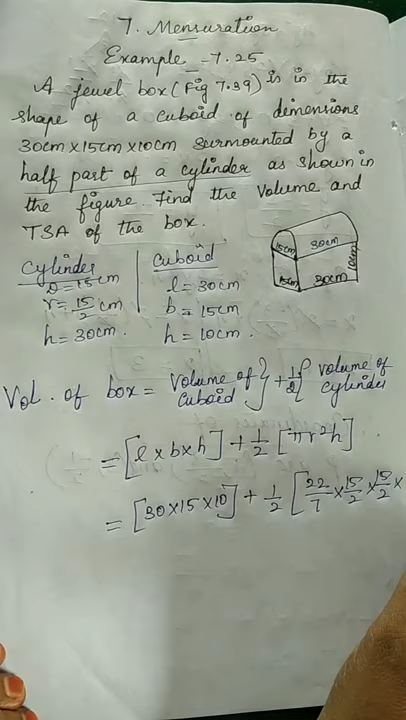 7. Mensuration
Example - 7.25
A jewel box (Fig 7.39) is in the
shape of a cuboid of dimensions
30cm × 15cm × 10cm surmounted by a
half part of a cylinder as shown in
the figure. Find the volume and
TSA of the box.
Cylinder
D = 15cm
r = 15/2 cm
h = 30cm.
Cuboid
l = 30cm
b = 15cm
h = 10cm.
15cm 30cm
10cm
15cm 30cm
Vol. of box = Volume of cuboid } + 1/2 { Volume of cylinder
= [l × b × h] + 1/2 [πr²h]
= [30×15×10] + 1/2 [22/7 × 15/2 × 15/2 ×